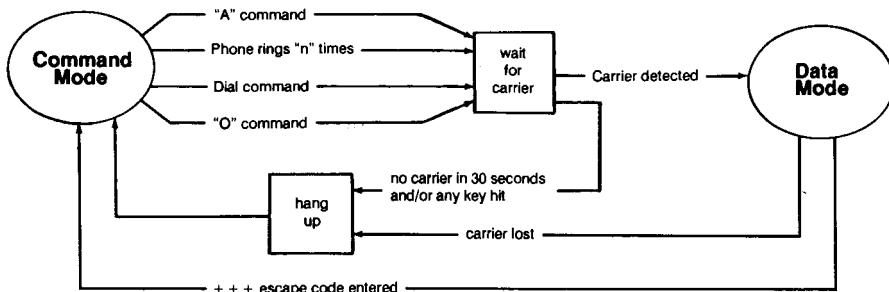 "A" command
Phone rings "n" times
Command
Mode
Dial command
"O" command
wait
for
carrier
Carrier detected
Data
Mode
no carrier in 30 seconds
and/or any key hit
hang
up
carrier lost
+ + + escape code entered